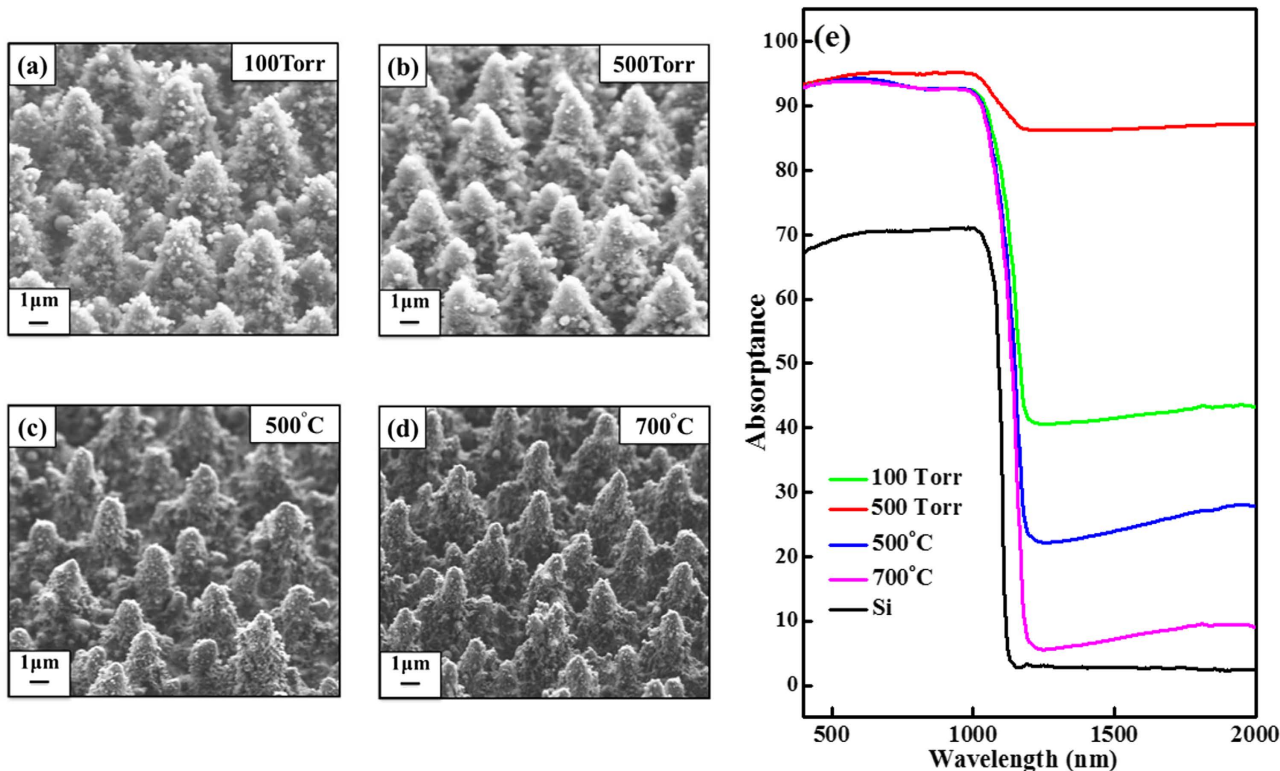 (a)
100Torr
1μm
(b)
500Torr
1μm
(c)
500°C
1μm
(d)
700°C
1μm
(e)
Absorptance
100
90
80
70
60
50
40
30
20
10
0
100 Torr
500 Torr
500°C
700°C
Si
500 1000 1500 2000
Wavelength (nm)